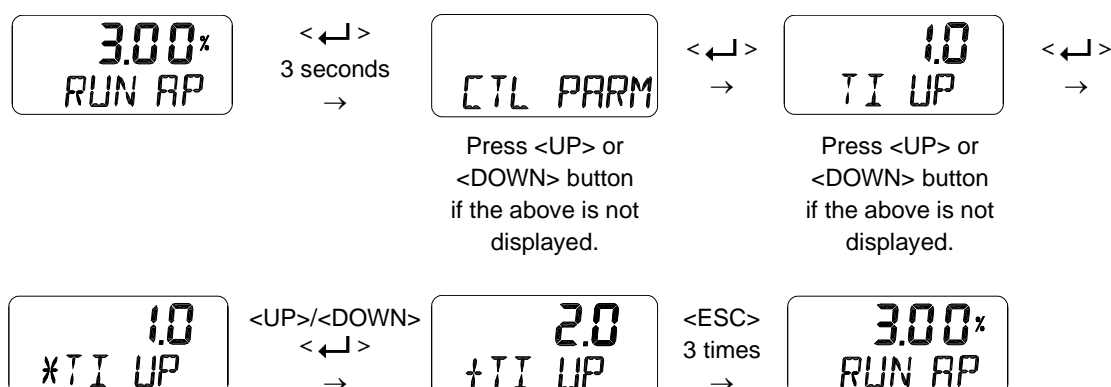 3.00%
RUN AP
< ↵ >
3 seconds
→
CTL PARM
< ↵ >
→
1.0
TI UP
< ↵ >
→
Press <UP> or
<DOWN> button
if the above is not
displayed.
Press <UP> or
<DOWN> button
if the above is not
displayed.
1.0
*TI UP
<UP>/<DOWN>
< ↵ >
→
2.0
+TI UP
<ESC>
3 times
→
3.00%
RUN AP